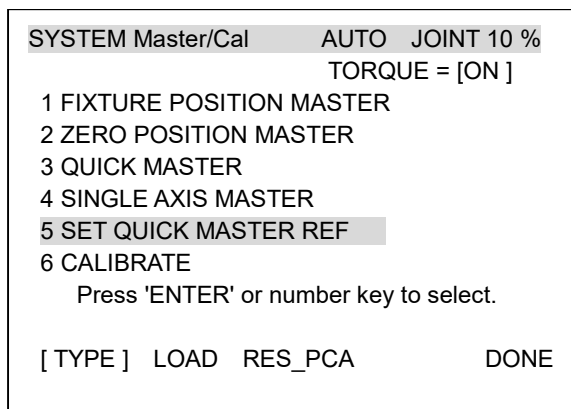 SYSTEM Master/Cal AUTO JOINT 10 %
TORQUE = [ON ]
1 FIXTURE POSITION MASTER
2 ZERO POSITION MASTER
3 QUICK MASTER
4 SINGLE AXIS MASTER
5 SET QUICK MASTER REF
6 CALIBRATE
Press 'ENTER' or number key to select.
[ TYPE ] LOAD RES_PCA DONE